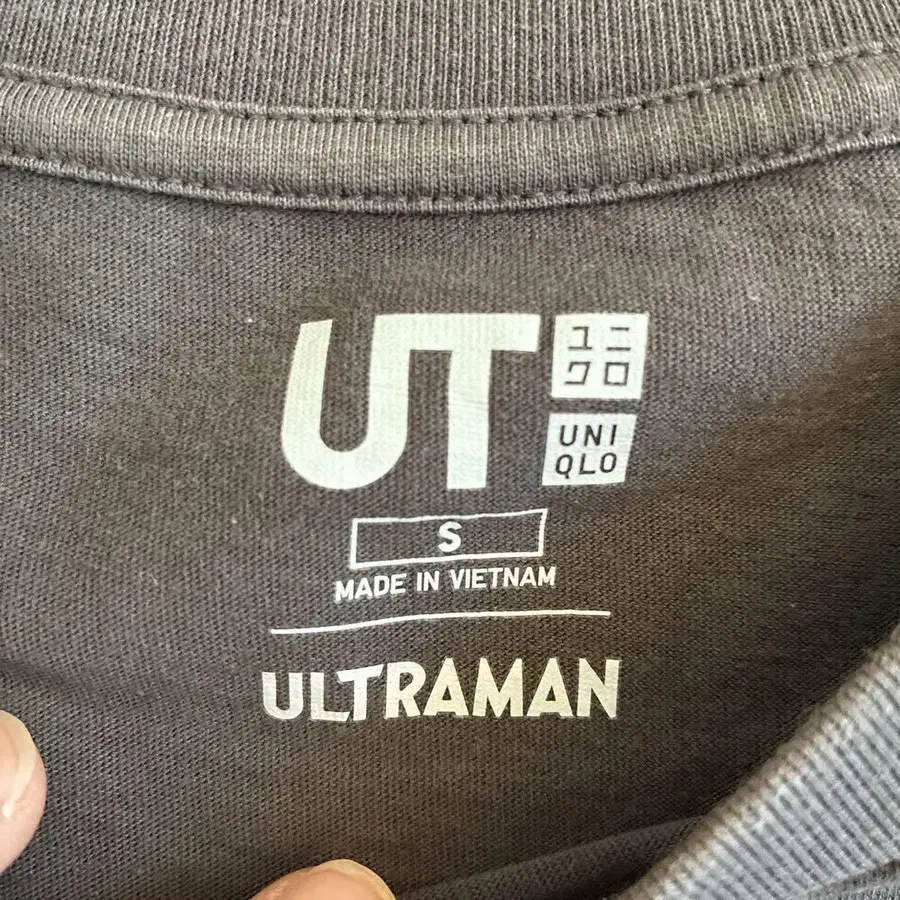 UT
ユニ
クロ
UNI
QLO
S
MADE IN VIETNAM
ULTRAMAN